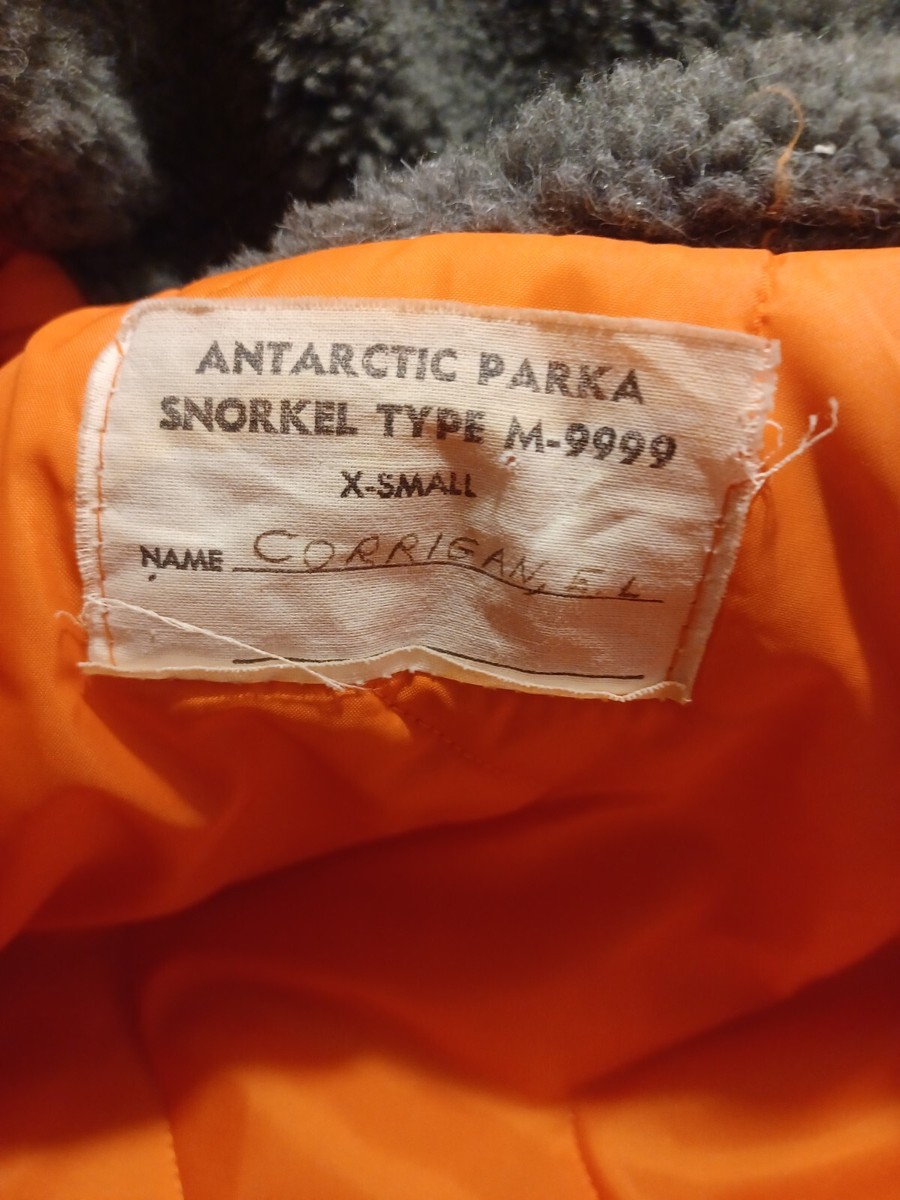 ANTARCTIC PARKA
SNORKEL TYPE M-9999
X-SMALL
NAME CORRIGAN, E. L